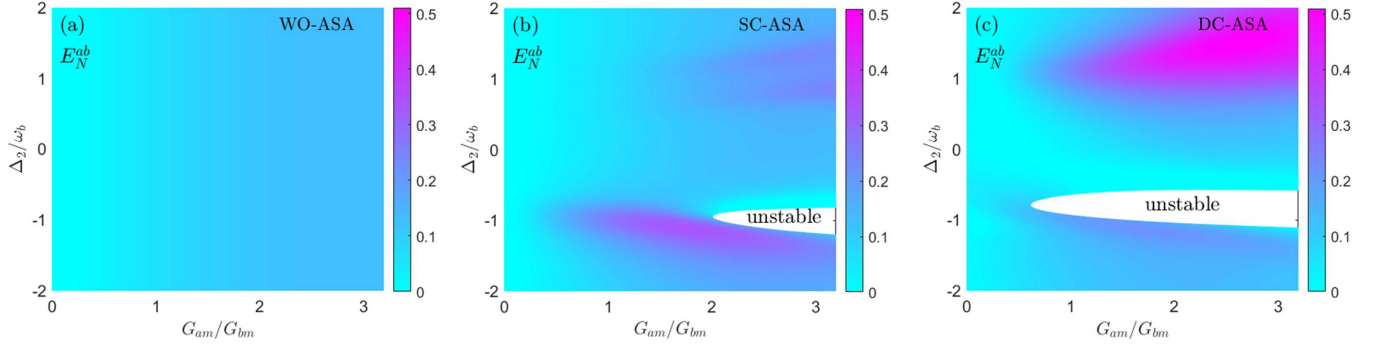 (a) WO-ASA
E_N^{ab}
2
1
0
-1
-2
Δ_2/ω_b
0 1 2 3
G_{am}/G_{bm}
0.5
0.4
0.3
0.2
0.1
0
(b) SC-ASA
E_N^{ab}
unstable
2
1
0
-1
-2
Δ_2/ω_b
0 1 2 3
G_{am}/G_{bm}
0.5
0.4
0.3
0.2
0.1
0
(c) DC-ASA
E_N^{ab}
unstable
2
1
0
-1
-2
Δ_2/ω_b
0 1 2 3
G_{am}/G_{bm}
0.5
0.4
0.3
0.2
0.1
0